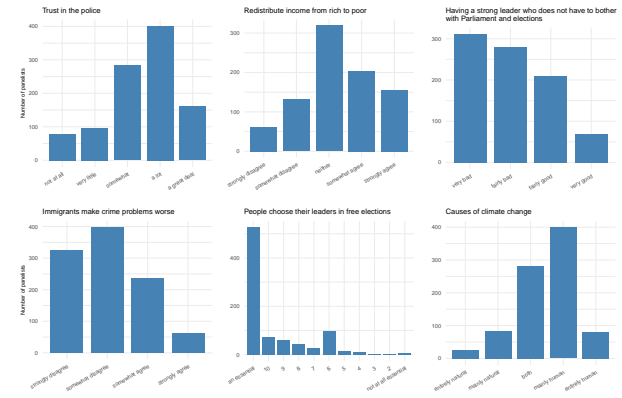 Trust in the police
Redistribute income from rich to poor
Having a strong leader who does not have to bother
with Parliament and elections
Number of panelists
400
300
200
100
0
not at all
very little
somewhat
a lot
a great deal
300
200
100
0
strongly disagree
somewhat disagree
neither
somewhat agree
strongly agree
300
200
100
0
very bad
fairly bad
fairly good
very good
Immigrants make crime problems worse
People choose their leaders in free elections
Causes of climate change
Number of panelists
400
300
200
100
0
strongly disagree
somewhat disagree
somewhat agree
strongly agree
400
200
0
an essential
10
9
8
7
6
5
4
3
2
not at all essential
400
300
200
100
0
entirely natural
mainly natural
both
mainly human
entirely human